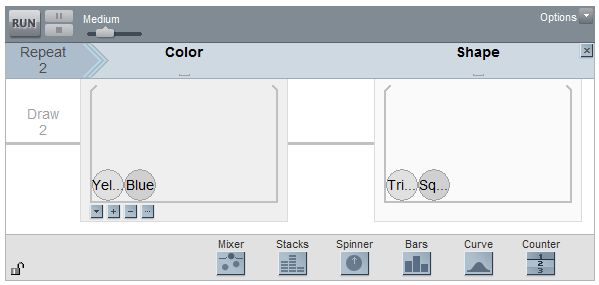 RUN
Medium
Options
Repeat
2
Color
Shape
Draw
2
Yel...
Blue
Tri...
Sq...
Mixer
Stacks
Spinner
Bars
Curve
Counter
1
2
3